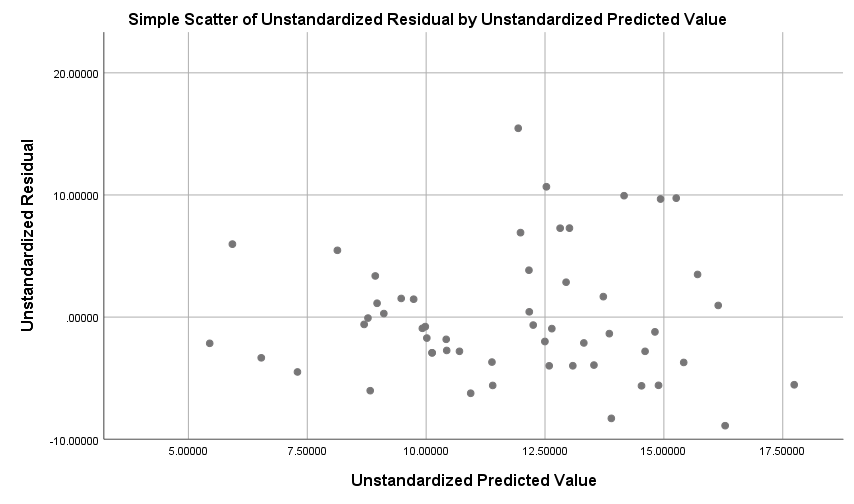 Simple Scatter of Unstandardized Residual by Unstandardized Predicted Value
Unstandardized Residual
20.00000
10.00000
.00000
-10.00000
5.00000 7.50000 10.00000 12.50000 15.00000 17.50000
Unstandardized Predicted Value